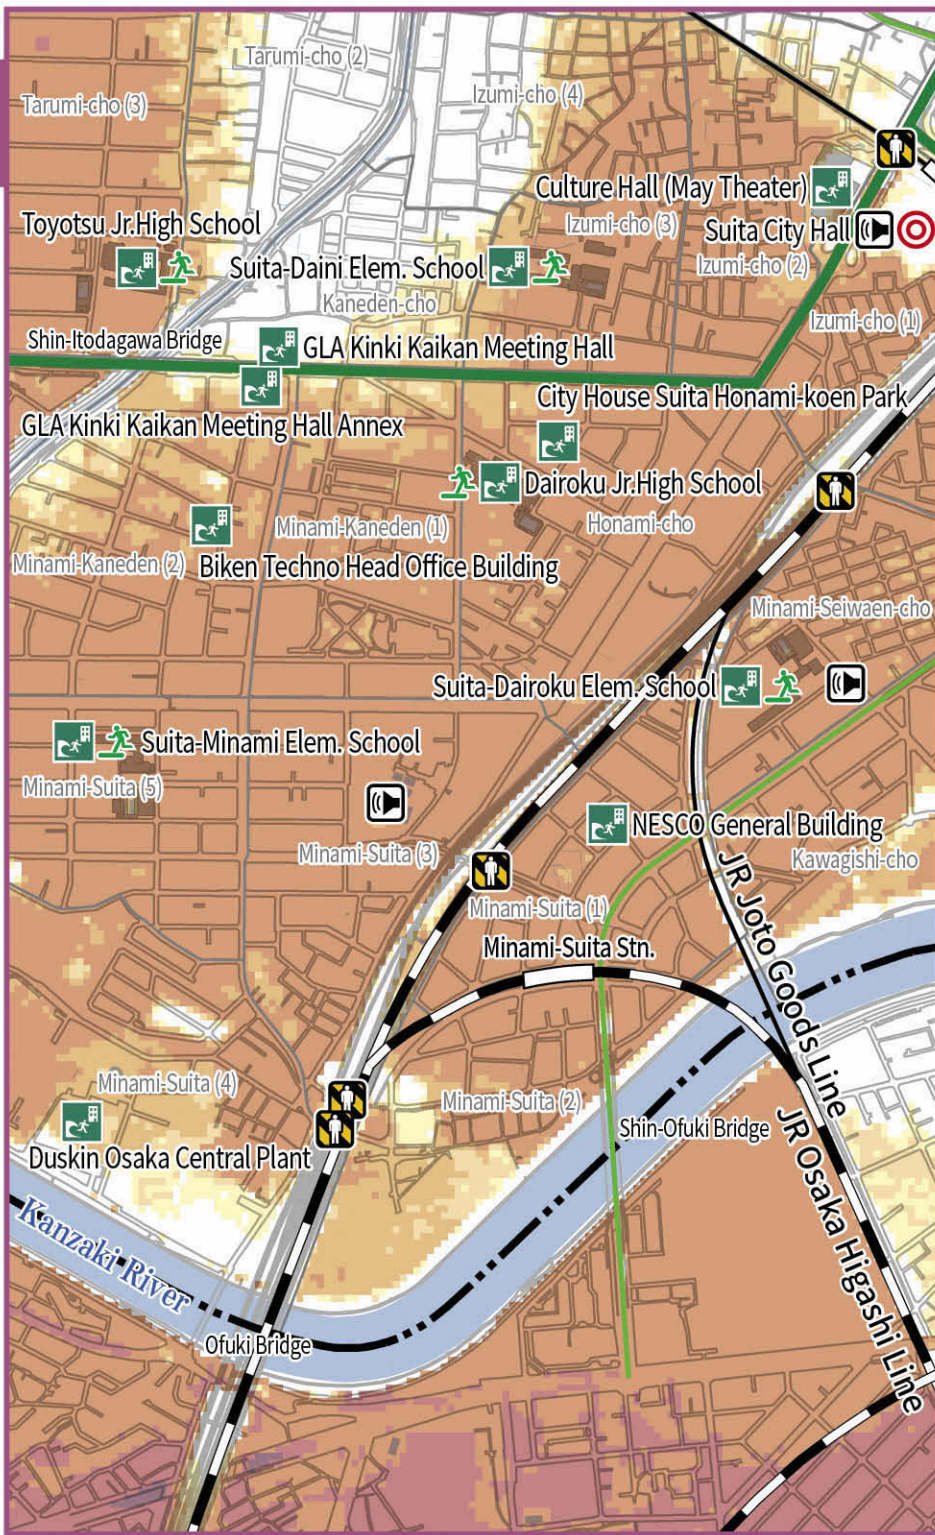 Tarumi-cho (2)
Tarumi-cho (3)
Izumi-cho (4)
Culture Hall (May Theater)
Toyotsu Jr.High School
Izumi-cho (3)
Suita City Hall
Suita-Daini Elem. School
Izumi-cho (2)
Kaneden-cho
Izumi-cho (1)
Shin-Itodagawa Bridge
GLA Kinki Kaikan Meeting Hall
City House Suita Honami-koen Park
GLA Kinki Kaikan Meeting Hall Annex
Dairoku Jr.High School
Minami-Kaneden (1)
Honami-cho
Minami-Kaneden (2)
Biken Techno Head Office Building
Minami-Seiwaen-cho
Suita-Dairoku Elem. School
Suita-Minami Elem. School
Minami-Suita (5)
NESCO General Building
Minami-Suita (3)
Kawagishi-cho
Minami-Suita (1)
Minami-Suita Stn.
JR Joto Goods Line
Minami-Suita (4)
Minami-Suita (2)
Shin-Ofuki Bridge
Duskin Osaka Central Plant
JR Osaka Higashi Line
Kanzaki River
Ofuki Bridge